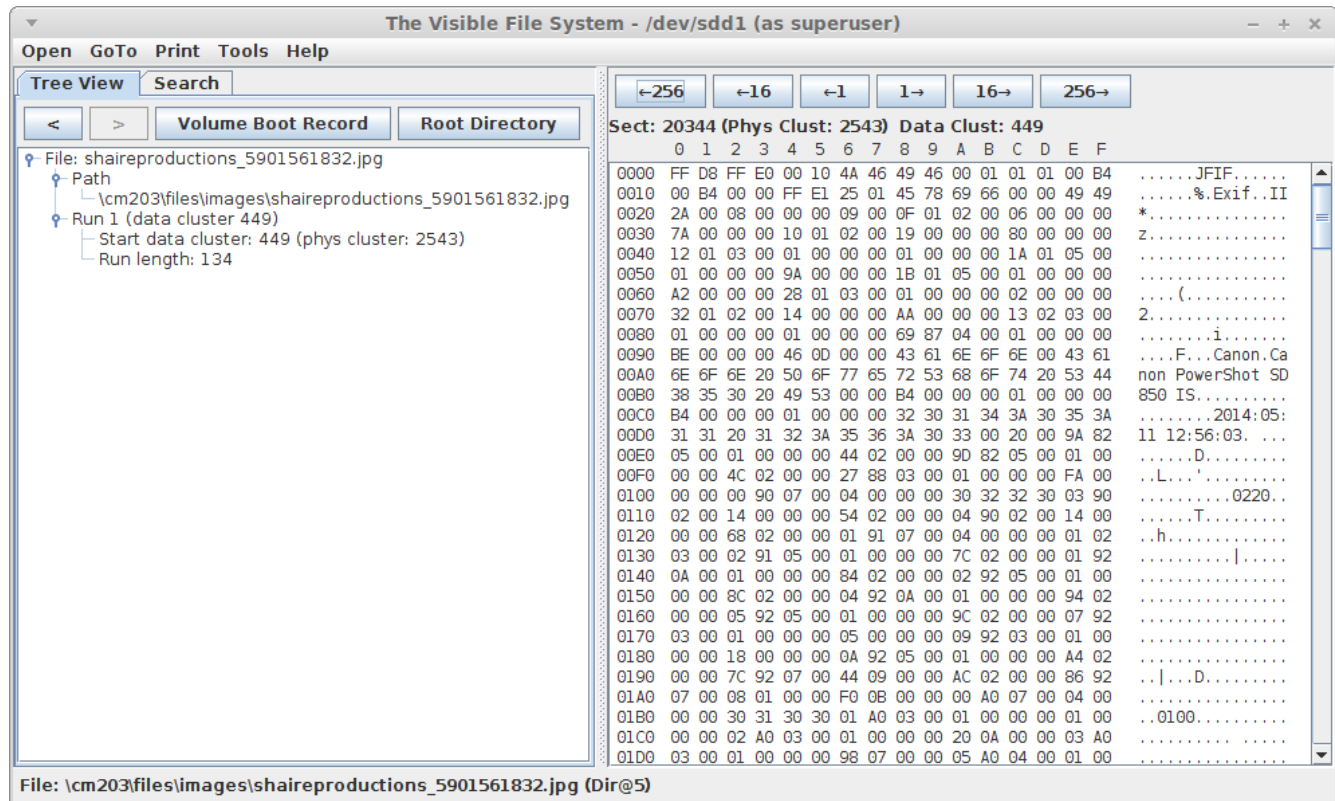 The Visible File System - /dev/sdd1 (as superuser)
Open GoTo Print Tools Help
Tree View Search
< > Volume Boot Record Root Directory
File: shaireproductions_5901561832.jpg
Path
\cm203\files\images\shaireproductions_5901561832.jpg
Run 1 (data cluster 449)
Start data cluster: 449 (phys cluster: 2543)
Run length: 134
←256 ←16 ←1 1→ 16→ 256→
Sect: 20344 (Phys Clust: 2543) Data Clust: 449
0 1 2 3 4 5 6 7 8 9 A B C D E F
0000 FF D8 FF E0 00 10 4A 46 49 46 00 01 01 01 00 B4 ......JFIF......
0010 00 B4 00 00 FF E1 25 01 45 78 69 66 00 00 49 49 ......%.Exif..II
0020 2A 00 08 00 00 00 09 00 0F 01 02 00 06 00 00 00 *...............
0030 7A 00 00 00 10 01 02 00 19 00 00 00 80 00 00 00 z...............
0040 12 01 03 00 01 00 00 00 01 00 00 00 1A 01 05 00 ................
0050 01 00 00 00 9A 00 00 00 1B 01 05 00 01 00 00 00 ................
0060 A2 00 00 00 28 01 03 00 01 00 00 00 02 00 00 00 ....(...........
0070 32 01 02 00 14 00 00 00 AA 00 00 00 13 02 03 00 2...............
0080 01 00 00 00 01 00 00 00 69 87 04 00 01 00 00 00 ........i.......
0090 BE 00 00 00 46 0D 00 00 43 61 6E 6F 6E 00 43 61 ....F...Canon.Ca
00A0 6E 6F 6E 20 50 6F 77 65 72 53 68 6F 74 20 53 44 non PowerShot SD
00B0 38 35 30 20 49 53 00 00 B4 00 00 00 01 00 00 00 850 IS..........
00C0 B4 00 00 00 01 00 00 00 32 30 31 34 3A 30 35 3A ........2014:05:
00D0 31 31 20 31 32 3A 35 36 3A 30 33 00 20 00 9A 82 11 12:56:03. ...
00E0 05 00 01 00 00 00 44 02 00 00 9D 82 05 00 01 00 ......D.........
00F0 00 00 4C 02 00 00 27 88 03 00 01 00 00 00 FA 00 ..L...'.........
0100 00 00 00 90 07 00 04 00 00 00 30 32 32 30 03 90 ..........0220..
0110 02 00 14 00 00 00 54 02 00 00 04 90 02 00 14 00 ......T.........
0120 00 00 68 02 00 00 01 91 07 00 04 00 00 00 01 02 ..h.............
0130 03 00 02 91 05 00 01 00 00 00 7C 02 00 00 01 92 ..........|.....
0140 0A 00 01 00 00 00 84 02 00 00 02 92 05 00 01 00 ................
0150 00 00 8C 02 00 00 04 92 0A 00 01 00 00 00 94 02 ................
0160 00 00 05 92 05 00 01 00 00 00 9C 02 00 00 07 92 ................
0170 03 00 01 00 00 00 05 00 00 00 09 92 03 00 01 00 ................
0180 00 00 18 00 00 00 0A 92 05 00 01 00 00 00 A4 02 ................
0190 00 00 7C 92 07 00 44 09 00 00 AC 02 00 00 86 92 ..|...D.........
01A0 07 00 08 01 00 00 F0 0B 00 00 00 A0 07 00 04 00 ................
01B0 00 00 30 31 30 30 01 A0 03 00 01 00 00 00 01 00 ..0100..........
01C0 00 00 02 A0 03 00 01 00 00 00 20 0A 00 00 03 A0 .......... .....
01D0 03 00 01 00 00 00 98 07 00 00 05 A0 04 00 01 00 ................
File: \cm203\files\images\shaireproductions_5901561832.jpg (Dir@5)